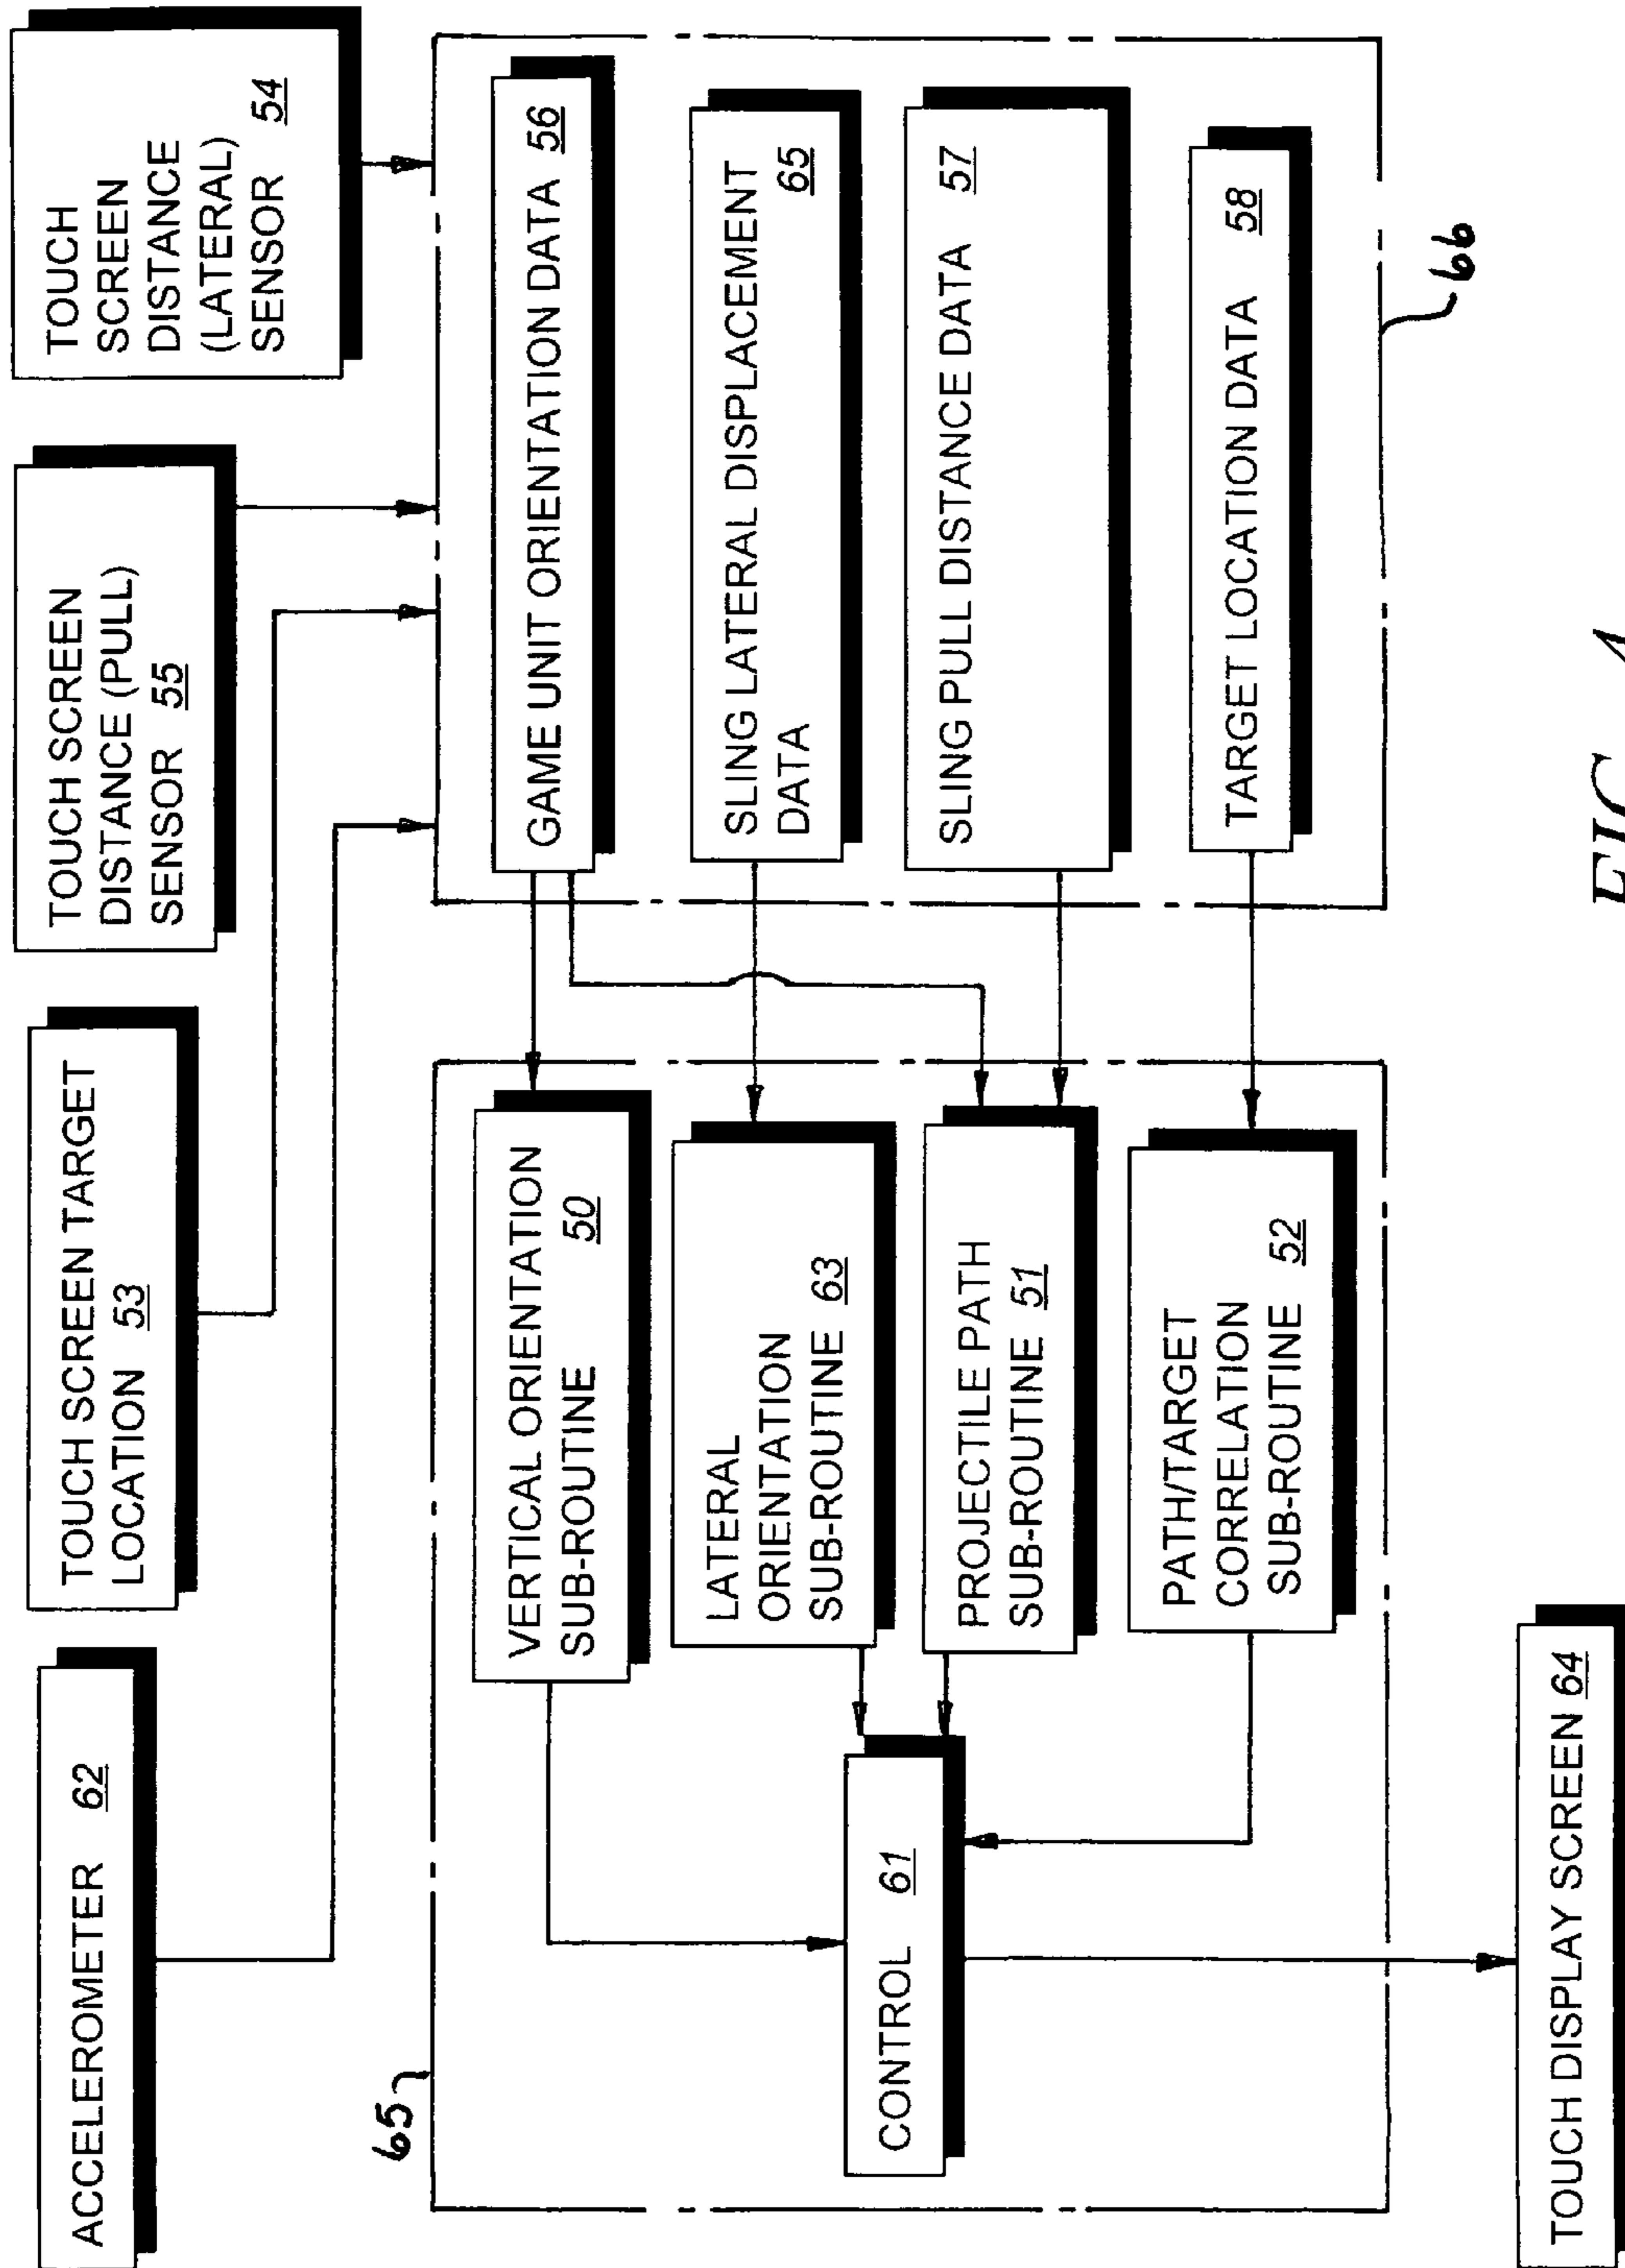 ACCELEROMETER 62
TOUCH SCREEN TARGET
LOCATION 53
TOUCH SCREEN
DISTANCE (PULL)
SENSOR 55
TOUCH
SCREEN
DISTANCE
(LATERAL)
SENSOR 54
65
VERTICAL ORIENTATION
SUB-ROUTINE 50
LATERAL
ORIENTATION
SUB-ROUTINE 63
CONTROL 61
PROJECTILE PATH
SUB-ROUTINE 51
PATH/TARGET
CORRELATION
SUB-ROUTINE 52
GAME UNIT ORIENTATION DATA 56
SLING LATERAL DISPLACEMENT
DATA 65
SLING PULL DISTANCE DATA 57
TARGET LOCATION DATA 58
66
TOUCH DISPLAY SCREEN 64
FIG. 4